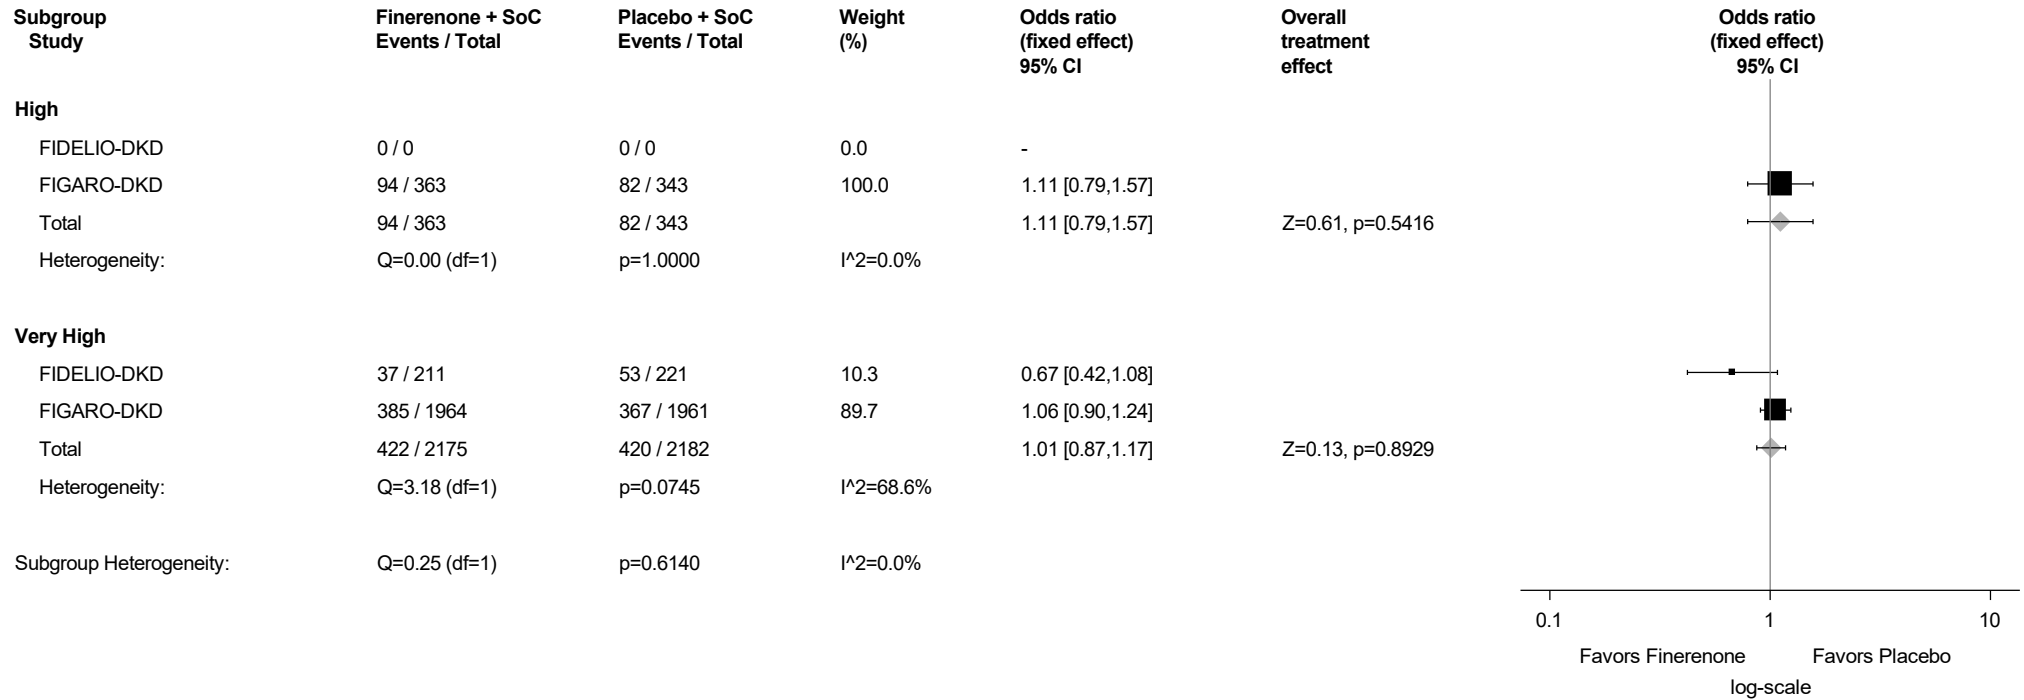 Subgroup Finerenone + SoC Placebo + SoC Weight Odds ratio Overall Odds ratio
Study Events / Total Events / Total (%) (fixed effect) treatment (fixed effect)
95% CI effect 95% CI
High
FIDELIO-DKD 0 / 0 0 / 0 0.0 -
FIGARO-DKD 94 / 363 82 / 343 100.0 1.11 [0.79,1.57]
Total 94 / 363 82 / 343 1.11 [0.79,1.57] Z=0.61, p=0.5416
Heterogeneity: Q=0.00 (df=1) p=1.0000 I^2=0.0%
Very High
FIDELIO-DKD 37 / 211 53 / 221 10.3 0.67 [0.42,1.08]
FIGARO-DKD 385 / 1964 367 / 1961 89.7 1.06 [0.90,1.24]
Total 422 / 2175 420 / 2182 1.01 [0.87,1.17] Z=0.13, p=0.8929
Heterogeneity: Q=3.18 (df=1) p=0.0745 I^2=68.6%
Subgroup Heterogeneity: Q=0.25 (df=1) p=0.6140 I^2=0.0%
0.1 1 10
Favors Finerenone Favors Placebo
log-scale